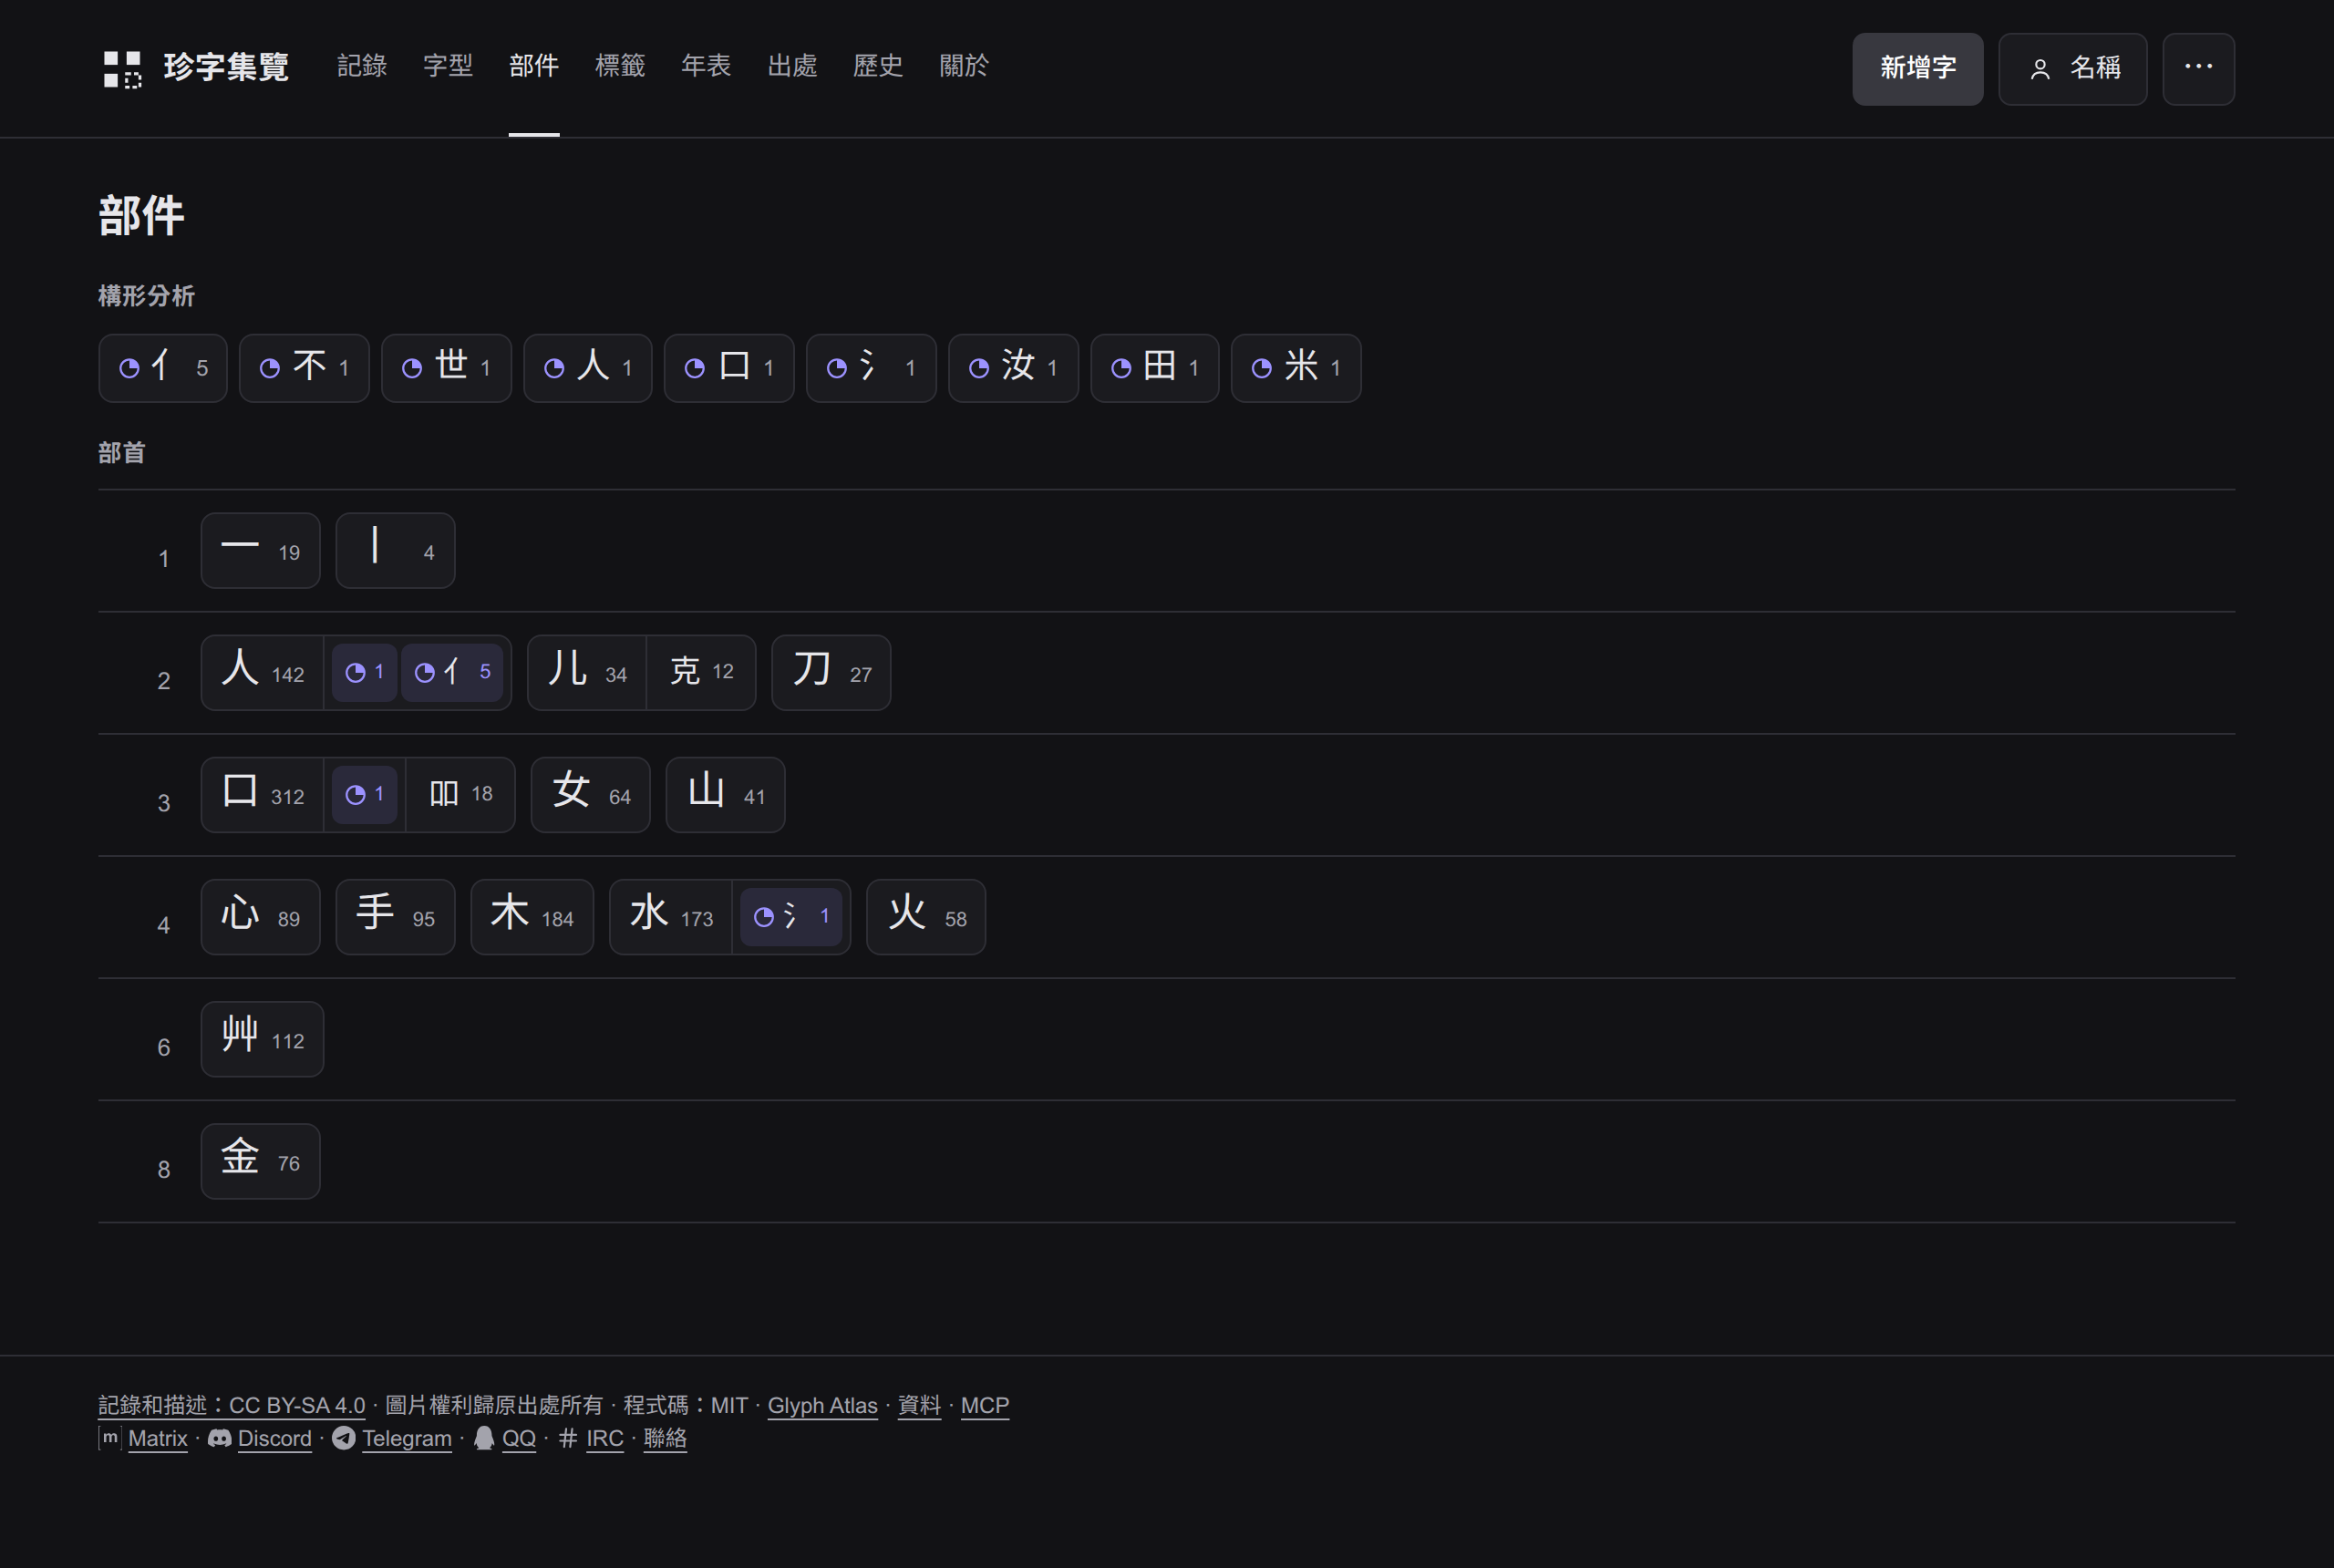 珍字集覽 記錄 字型 部件 標籤 年表 出處 歷史 關於 新增字 名稱 ···
部件
構形分析
亻 5 不 1 世 1 人 1 口 1 氵 1 汝 1 田 1 米 1
部首
1 一 19 丨 4
2 人 142 1 亻 5 儿 34 克 12 刀 27
3 口 312 1 吅 18 女 64 山 41
4 心 89 手 95 木 184 水 173 氵 1 火 58
6 艸 112
8 金 76
記錄和描述：CC BY-SA 4.0 · 圖片權利歸原出處所有 · 程式碼：MIT · Glyph Atlas · 資料 · MCP
[m] Matrix · Discord · Telegram · QQ · # IRC · 聯絡